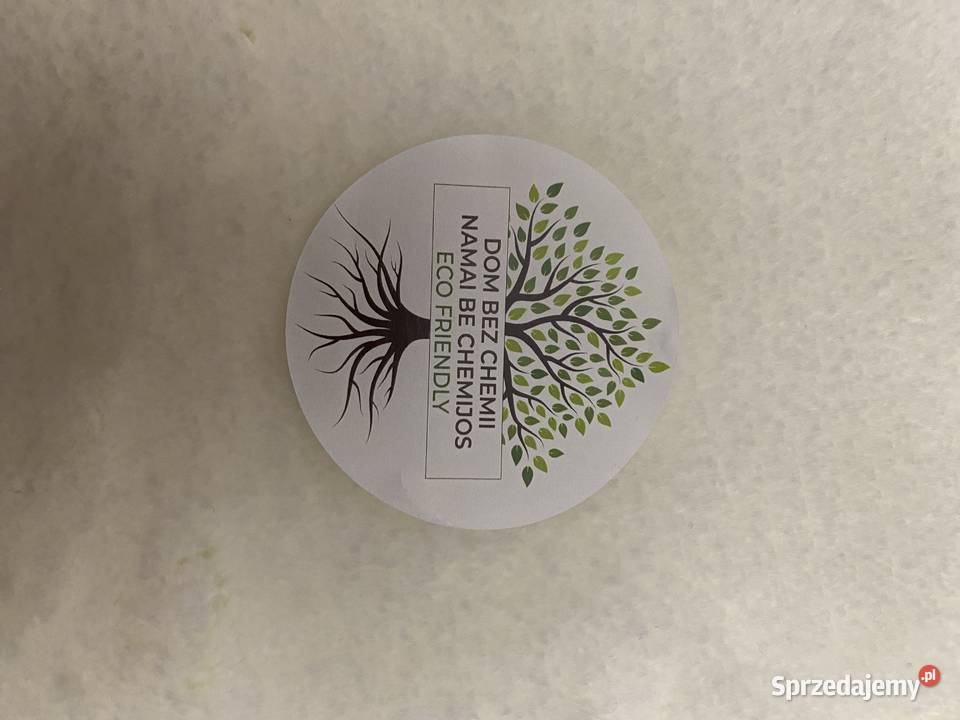 DOM BEZ CHEMII
NAMAI BE CHEMIJOS
ECO FRIENDLY
Sprzedajemy.pl